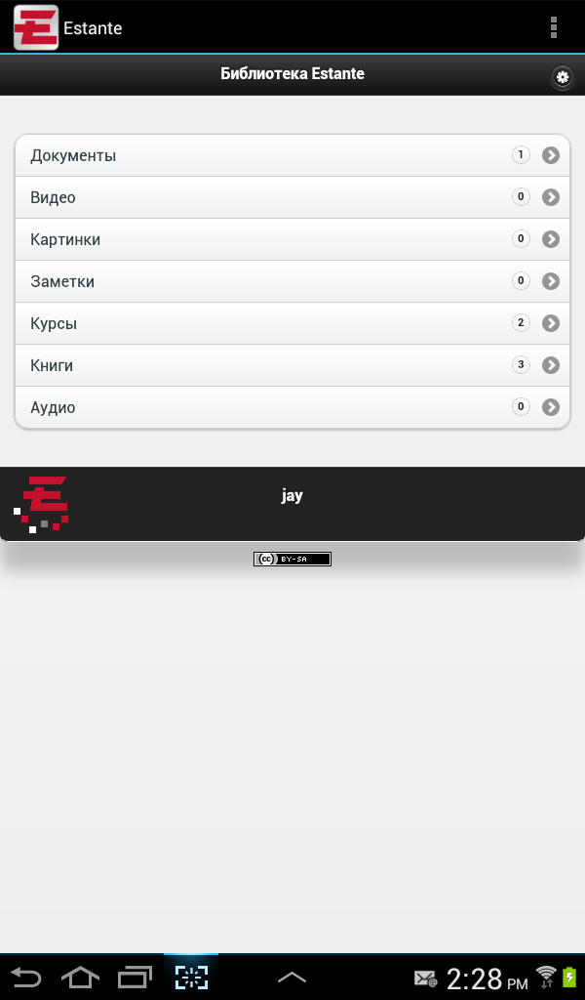 Estante
Библиотека Estante
Документы 1
Видео 0
Картинки 0
Заметки 0
Курсы 2
Книги 3
Аудио 0
jay
cc BY-SA
2:28 PM